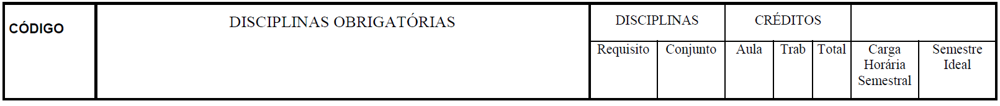 CÓDIGO
DISCIPLINAS OBRIGATÓRIAS
DISCIPLINAS
CRÉDITOS
Requisito
Conjunto
Aula
Trab
Total
Carga
Horária
Semestral
Semestre
Ideal